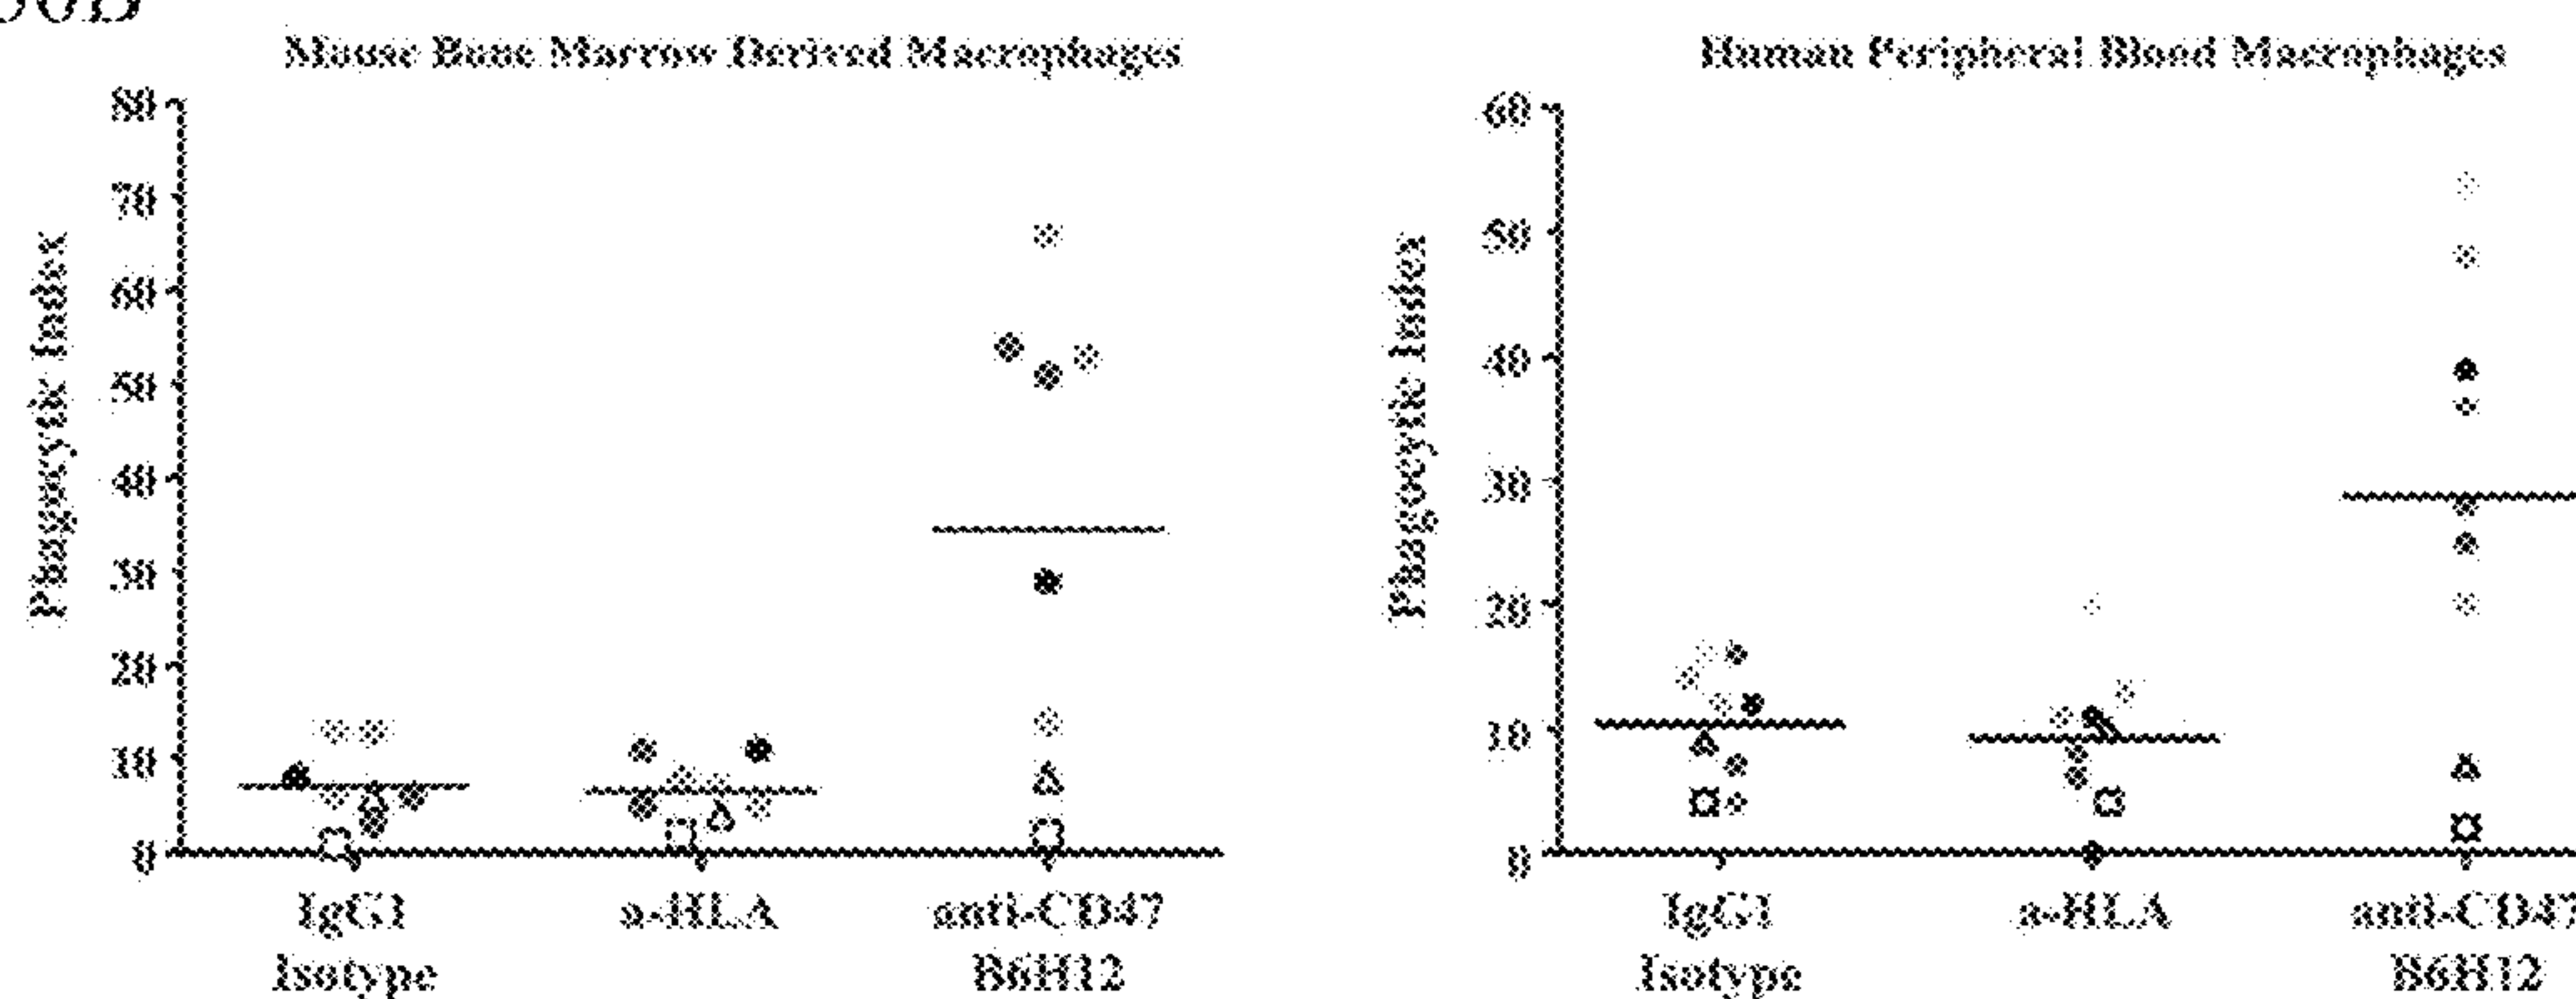 Mouse Bone Marrow Derived Macrophages
80
70
60
50
40
30
20
10
0
Phagocytic Index
IgG1
Isotype
a-HLA
anti-CD47
B6H12
Human Peripheral Blood Macrophages
60
50
40
30
20
10
0
Phagocytic Index
IgG1
Isotype
a-HLA
anti-CD47
B6H12